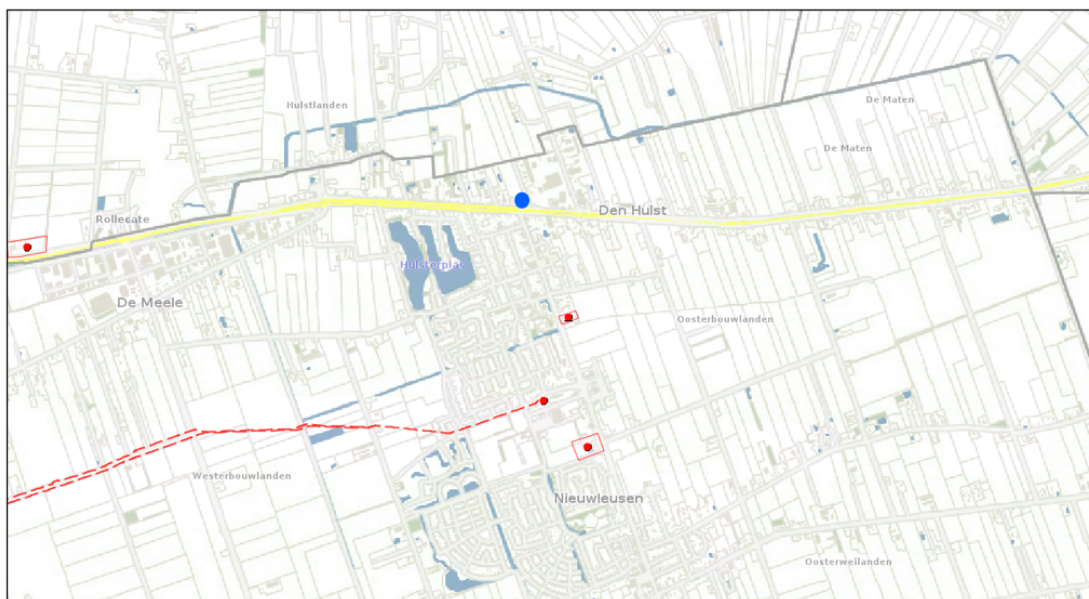 De Maten
Hulstlanden
De Maten
Den Hulst
Rollecate
Hulsterplas
De Meele
Oosterbouwlanden
Westerbouwlanden
Nieuwleusen
Oosterweilanden